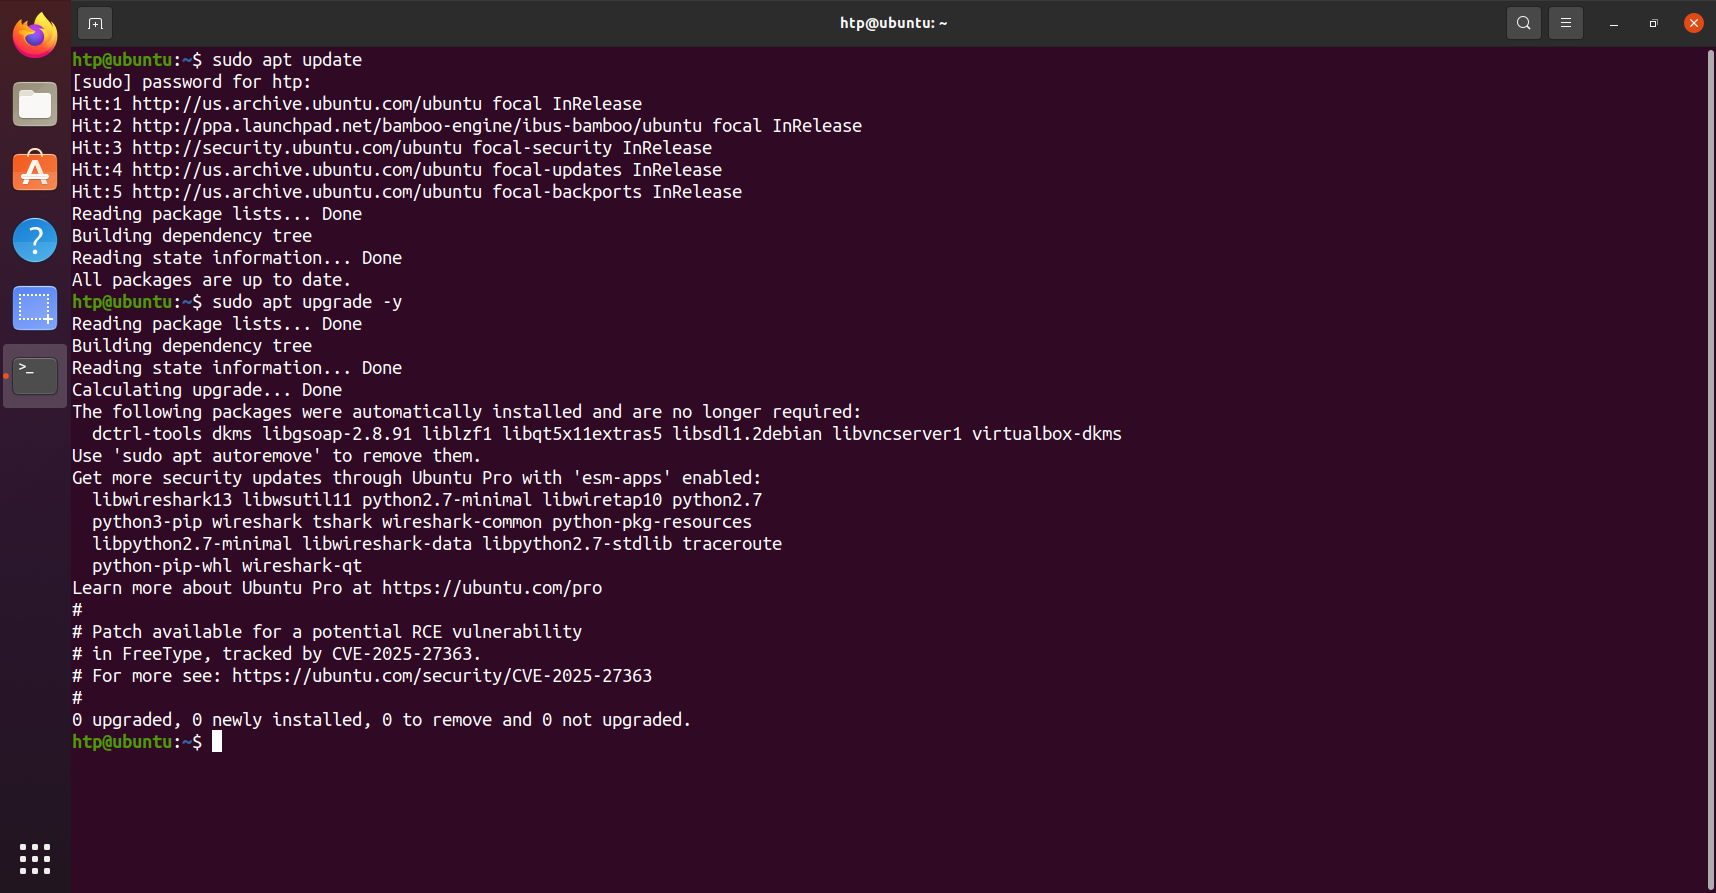 htp@ubuntu: ~
htp@ubuntu:~$ sudo apt update
[sudo] password for htp:
Hit:1 http://us.archive.ubuntu.com/ubuntu focal InRelease
Hit:2 http://ppa.launchpad.net/bamboo-engine/ibus-bamboo/ubuntu focal InRelease
Hit:3 http://security.ubuntu.com/ubuntu focal-security InRelease
Hit:4 http://us.archive.ubuntu.com/ubuntu focal-updates InRelease
Hit:5 http://us.archive.ubuntu.com/ubuntu focal-backports InRelease
Reading package lists... Done
Building dependency tree
Reading state information... Done
All packages are up to date.
htp@ubuntu:~$ sudo apt upgrade -y
Reading package lists... Done
Building dependency tree
Reading state information... Done
Calculating upgrade... Done
The following packages were automatically installed and are no longer required:
  dctrl-tools dkms libgsoap-2.8.91 liblzf1 libqt5x11extras5 libsdl1.2debian libvncserver1 virtualbox-dkms
Use 'sudo apt autoremove' to remove them.
Get more security updates through Ubuntu Pro with 'esm-apps' enabled:
  libwireshark13 libwsutil11 python2.7-minimal libwiretap10 python2.7
  python3-pip wireshark tshark wireshark-common python-pkg-resources
  libpython2.7-minimal libwireshark-data libpython2.7-stdlib traceroute
  python-pip-whl wireshark-qt
Learn more about Ubuntu Pro at https://ubuntu.com/pro
#
# Patch available for a potential RCE vulnerability
# in FreeType, tracked by CVE-2025-27363.
# For more see: https://ubuntu.com/security/CVE-2025-27363
#
0 upgraded, 0 newly installed, 0 to remove and 0 not upgraded.
htp@ubuntu:~$